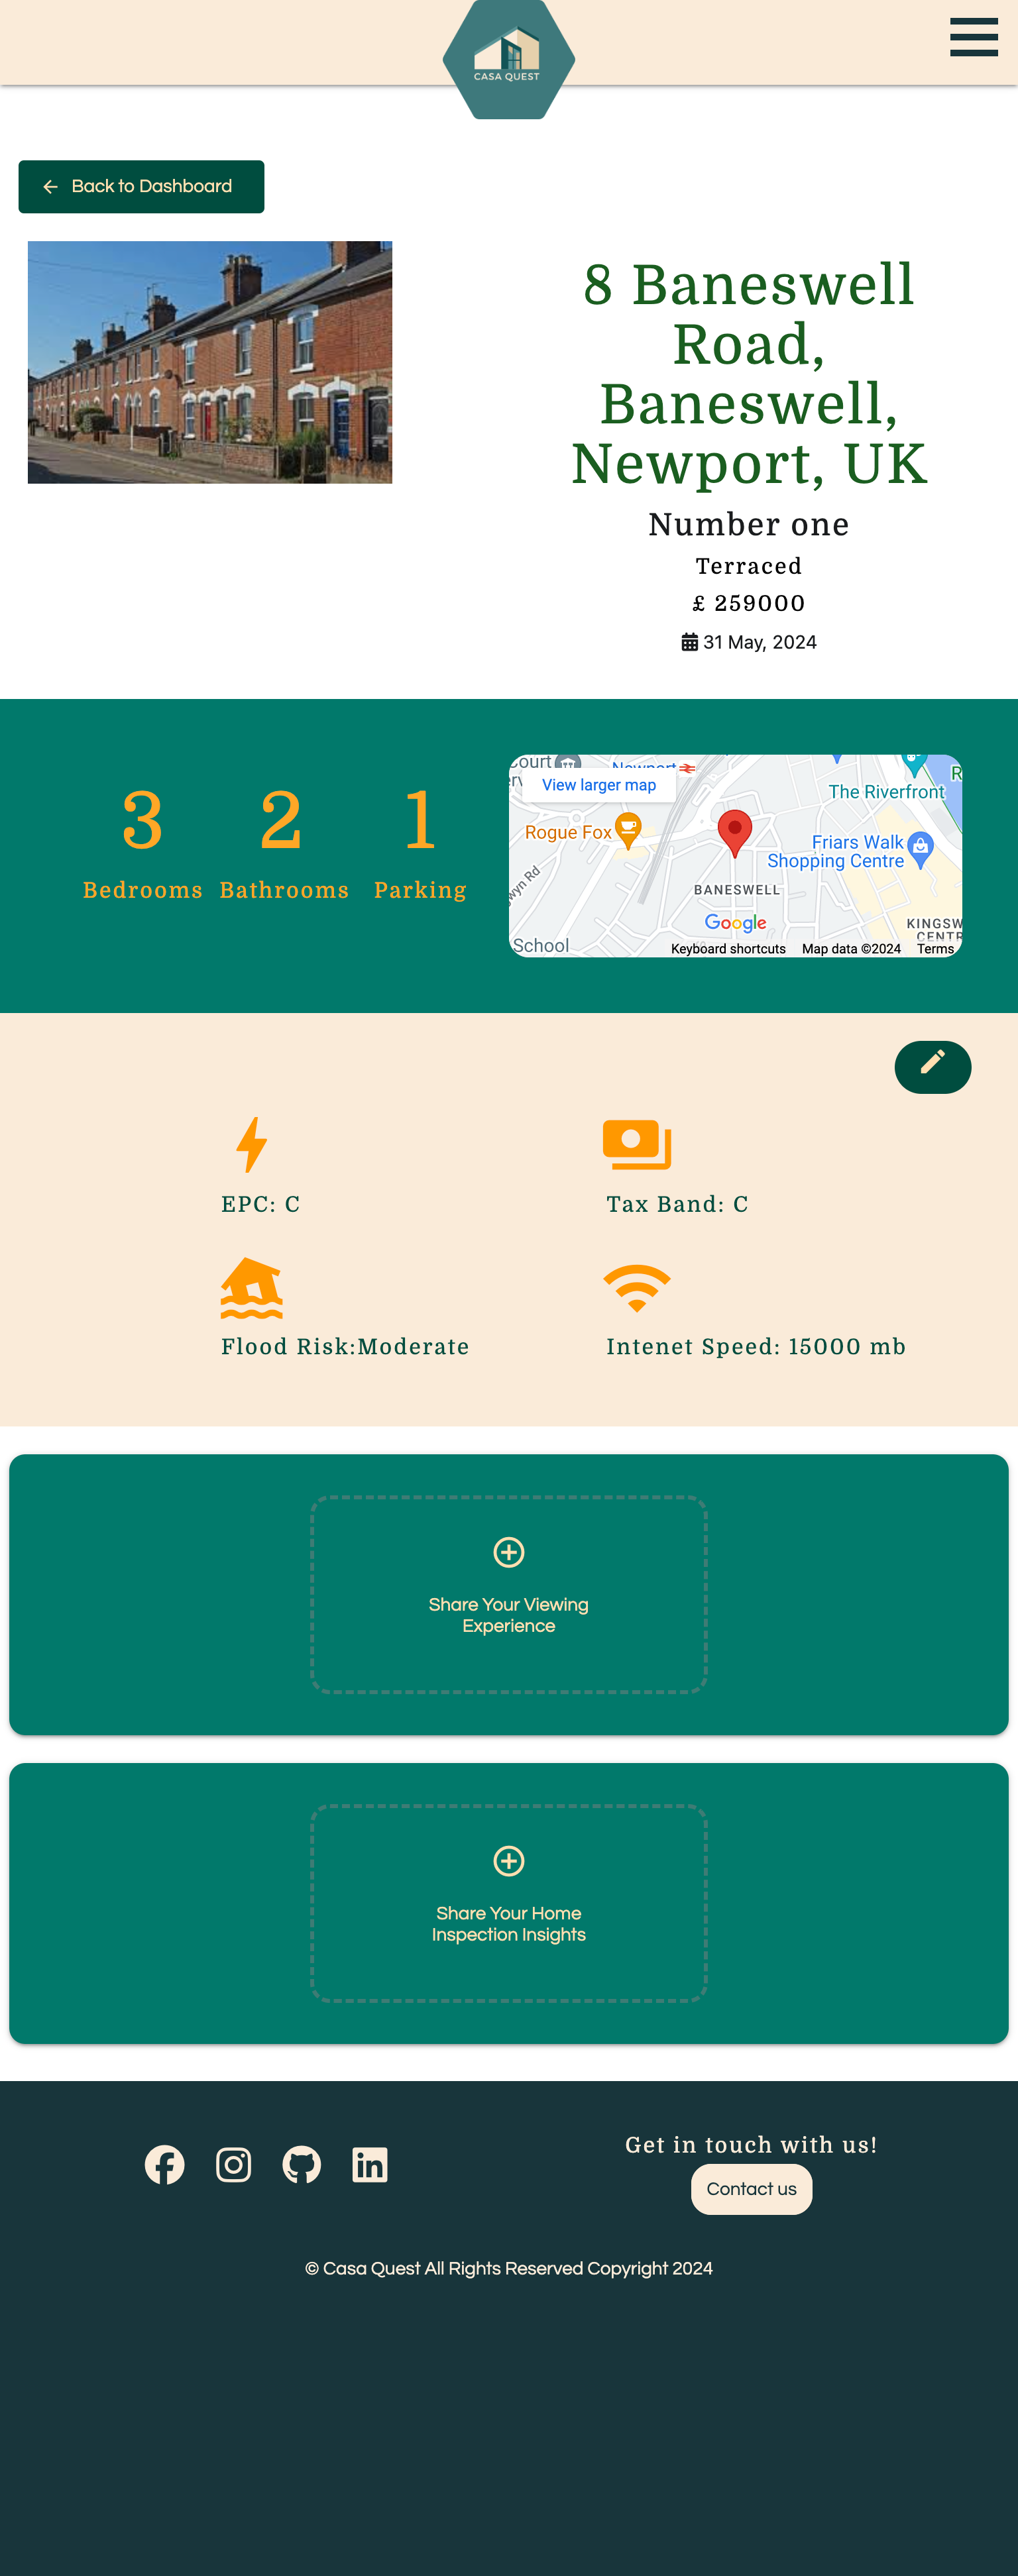 CASA QUEST
Back to Dashboard
8 Baneswell
Road,
Baneswell,
Newport, UK
Number one
Terraced
£ 259000
31 May, 2024
3
Bedrooms
2
Bathrooms
1
Parking
Court
Newport
View larger map
The Riverfront
Rogue Fox
Friars Walk
Shopping Centre
BANESWELL
Google
School
Keyboard shortcuts
Map data ©2024
Terms
EPC: C
Tax Band: C
Flood Risk:Moderate
Intenet Speed: 15000 mb
Share Your Viewing
Experience
Share Your Home
Inspection Insights
Get in touch with us!
Contact us
© Casa Quest All Rights Reserved Copyright 2024